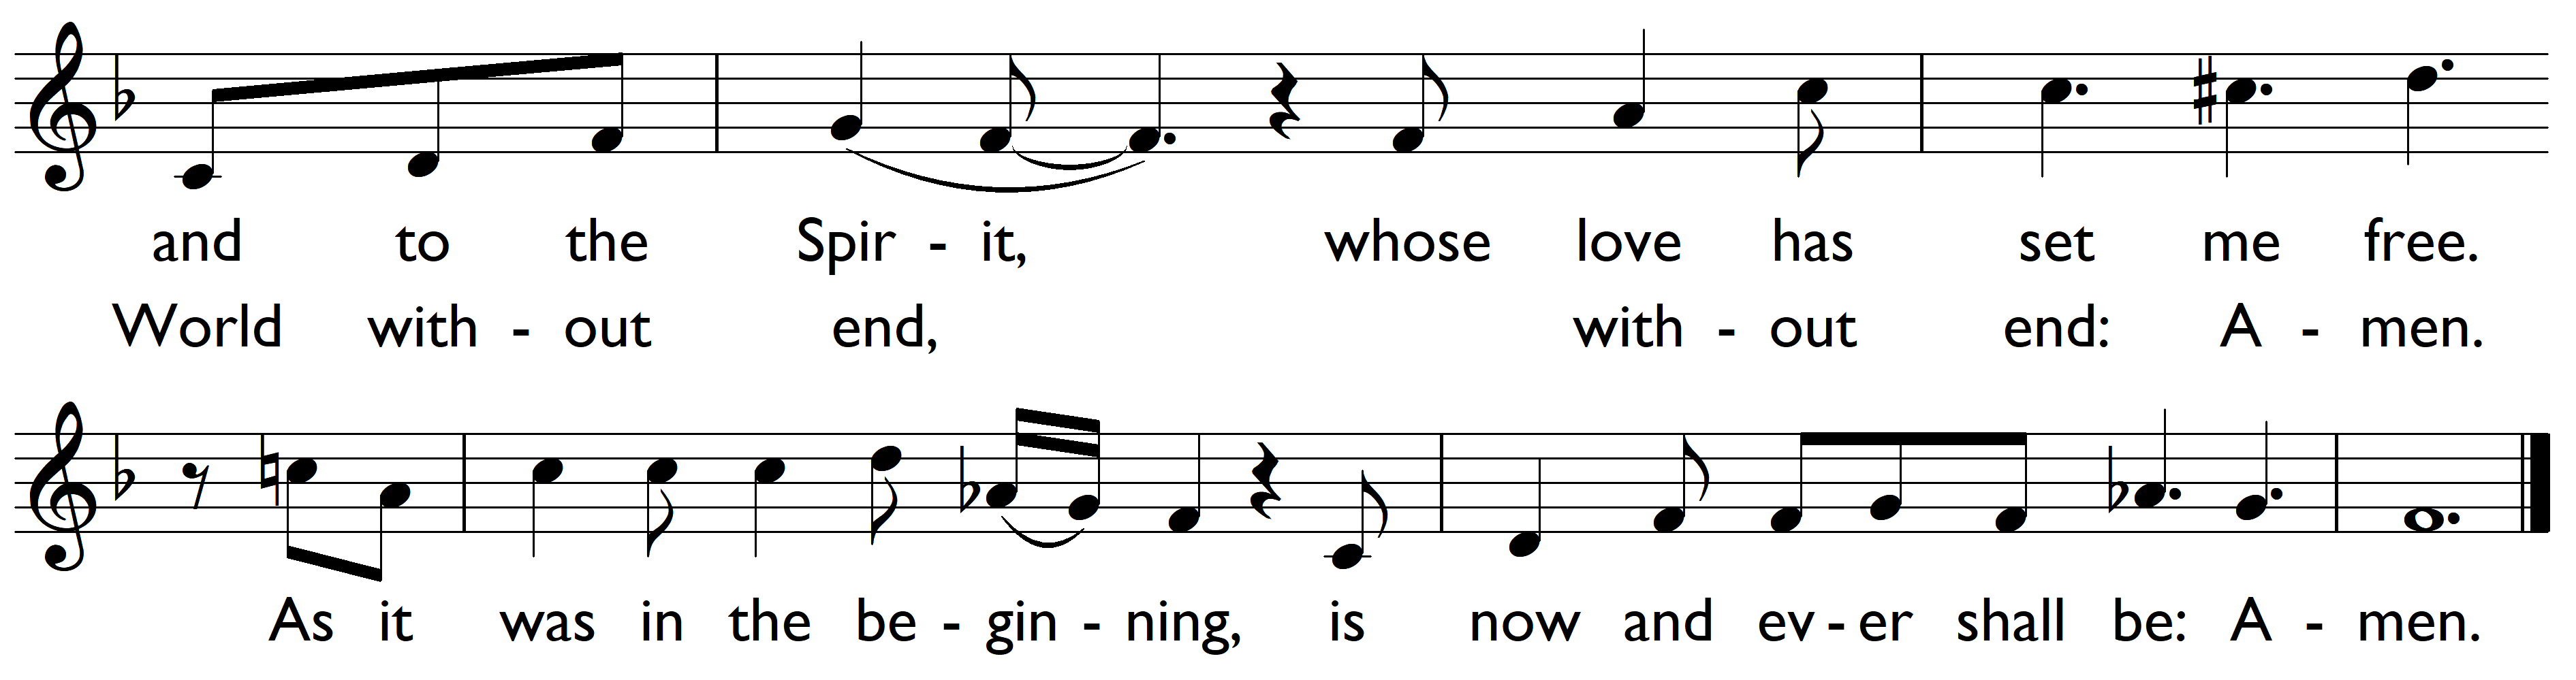 and to the Spir - it, whose love has set me free.
World with - out end, with - out end: A - men.
As it was in the be - gin - ning, is now and ev - er shall be: A - men.